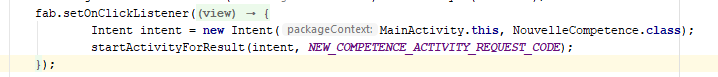 fab.setOnClickListener((view) → {
Intent intent = new Intent( packageContext: MainActivity.this, NouvelleCompetence.class);
startActivityForResult(intent, NEW_COMPETENCE_ACTIVITY_REQUEST_CODE);
});